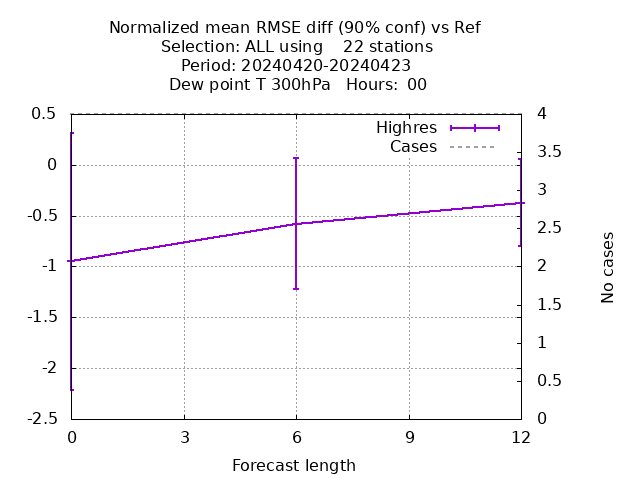 Normalized mean RMSE diff (90% conf) vs Ref
Selection: ALL using    22 stations
Period: 20240420-20240423
Dew point T 300hPa   Hours:  00
Highres
Cases
0.5
0
-0.5
-1
-1.5
-2
-2.5
4
3.5
3
2.5
2
1.5
1
0.5
0
No cases
0 3 6 9 12
Forecast length